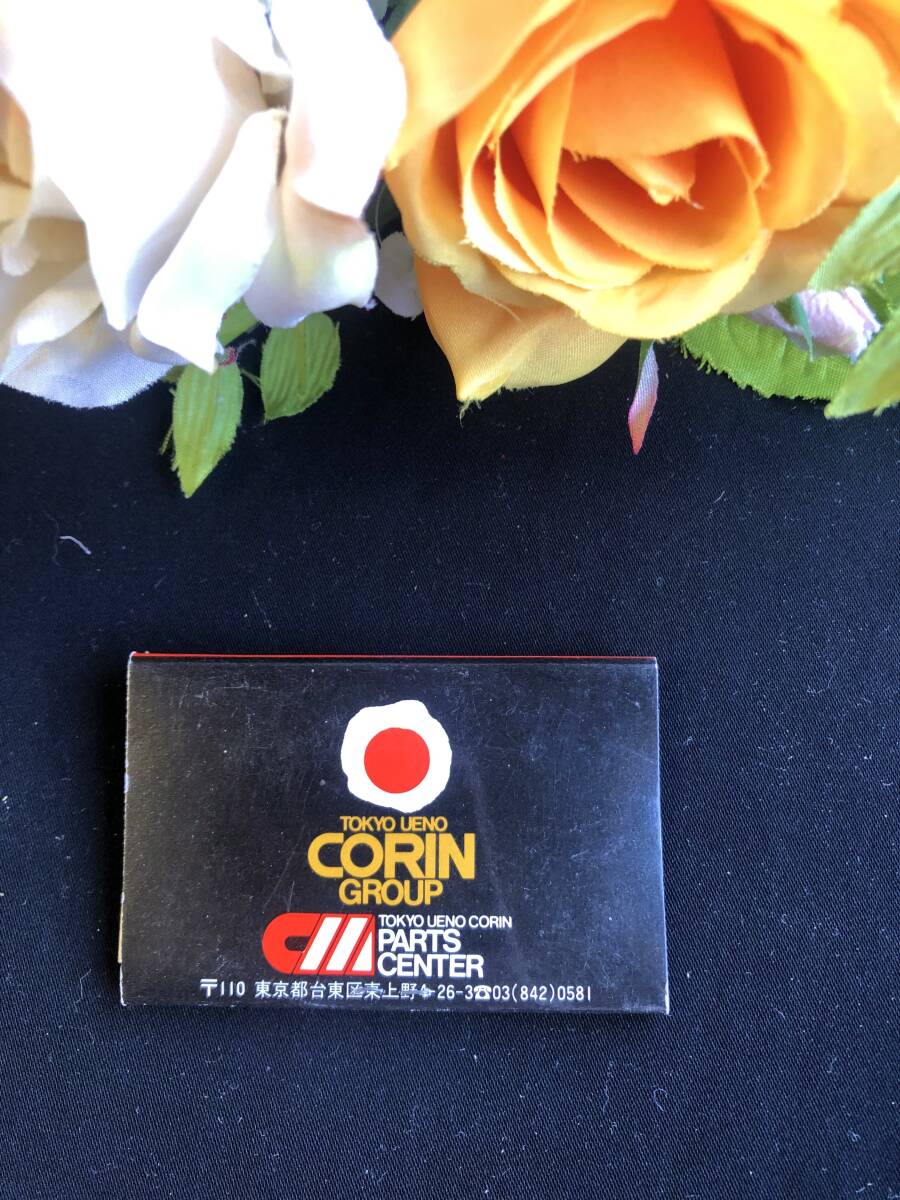 TOKYO UENO
CORIN
GROUP
CM
TOKYO UENO CORIN
PARTS
CENTER
〒110 東京都台東区東上野4-26-3☎03(842)0581